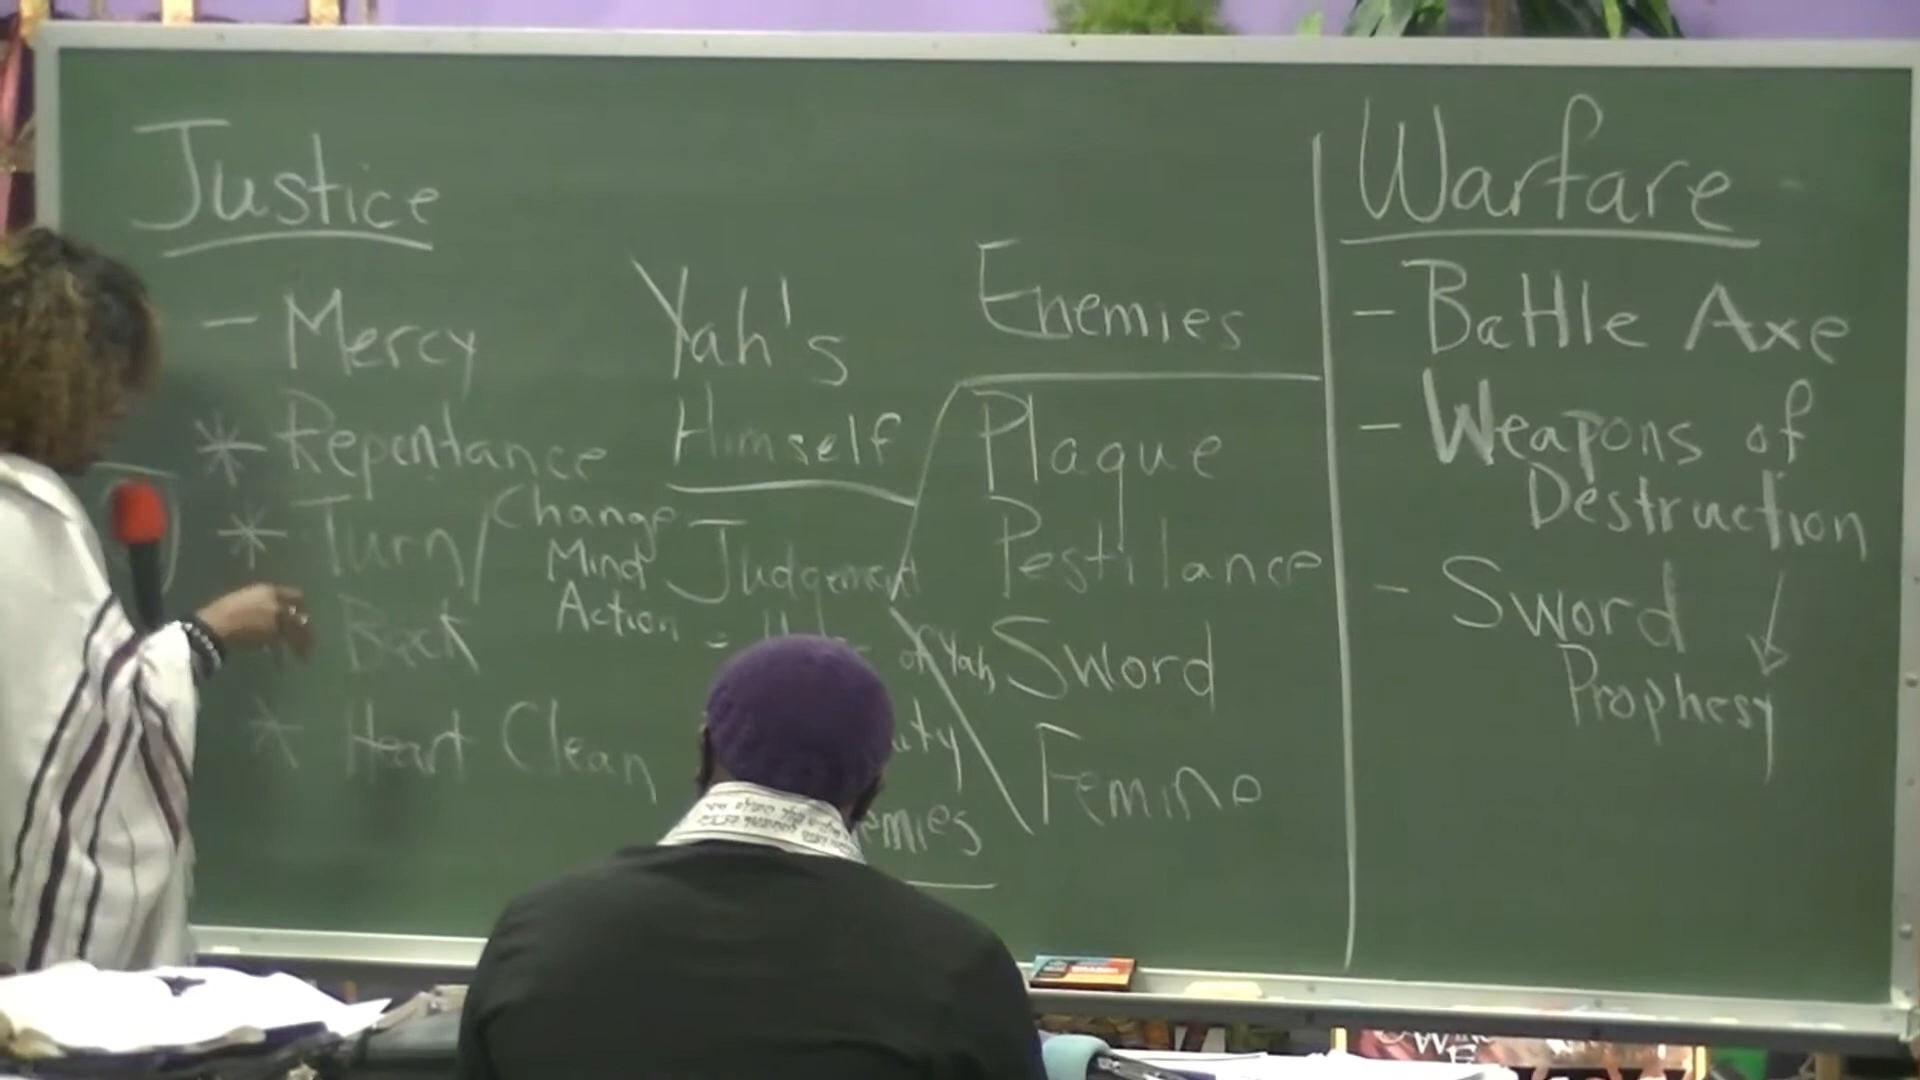 Justice
- Mercy
* Repentance
* Turn/
Back
Change
Mind
Action
* Heart Clean
Yah's
Himself
Judgement
of Yah
emies
Enemies
Plaque
Pestilance
Sword
Femine
Warfare
- Battle Axe
- Weapons of
Destruction
- Sword
Prophesy